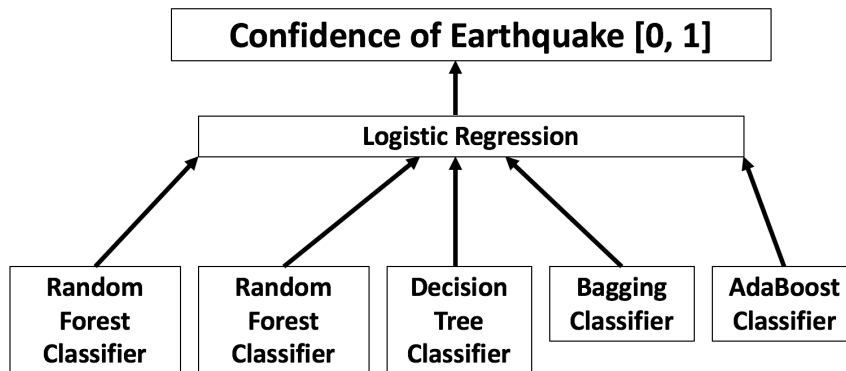 Confidence of Earthquake [0, 1]
Logistic Regression
Random
Forest
Classifier
Random
Forest
Classifier
Decision
Tree
Classifier
Bagging
Classifier
AdaBoost
Classifier